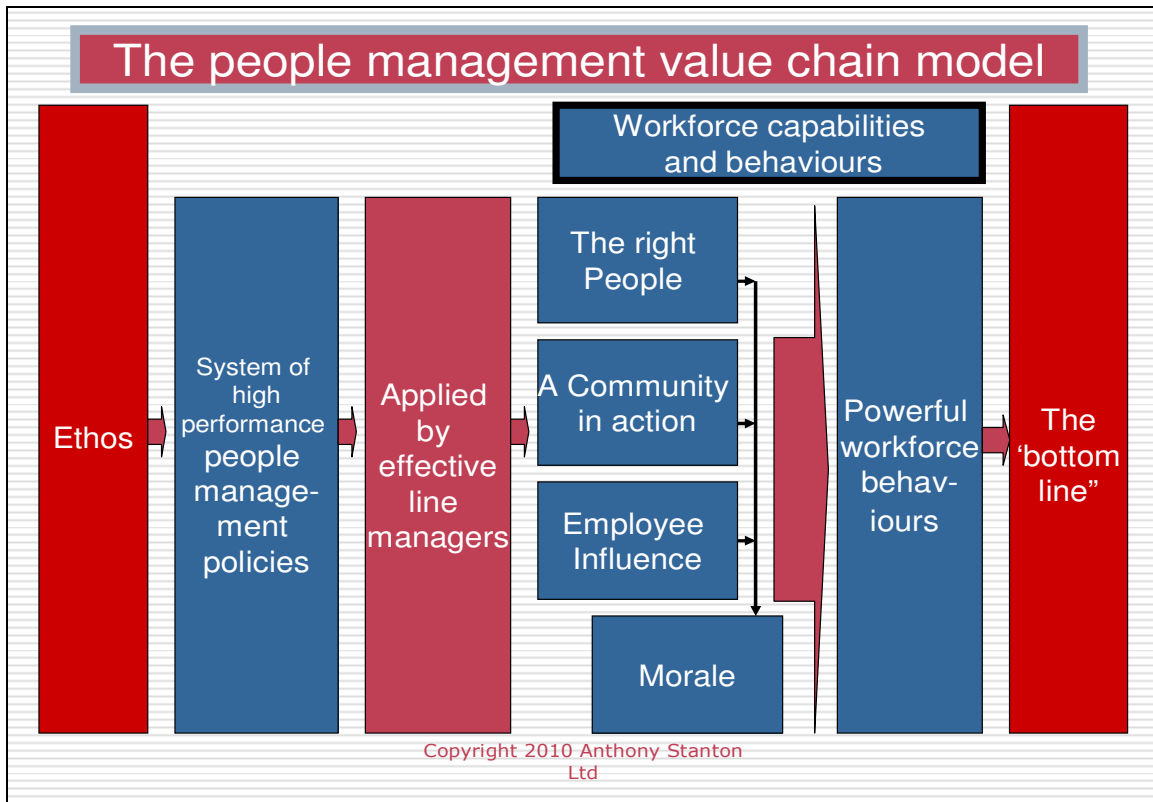 The people management value chain model
Workforce capabilities
and behaviours
Ethos
System of
high
performance
people
manage-
ment
policies
Applied
by
effective
line
managers
The right
People
A Community
in action
Employee
Influence
Morale
Powerful
workforce
behav-
iours
The
‘bottom
line”
Copyright 2010 Anthony Stanton
Ltd